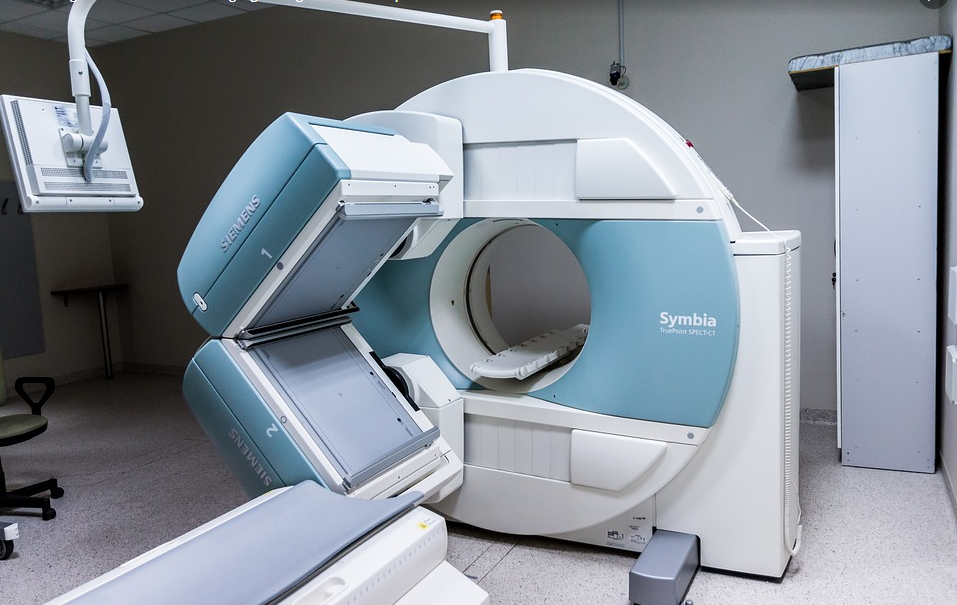 SIEMENS
1
Symbia
TruePoint SPECT-CT
2
SIEMENS